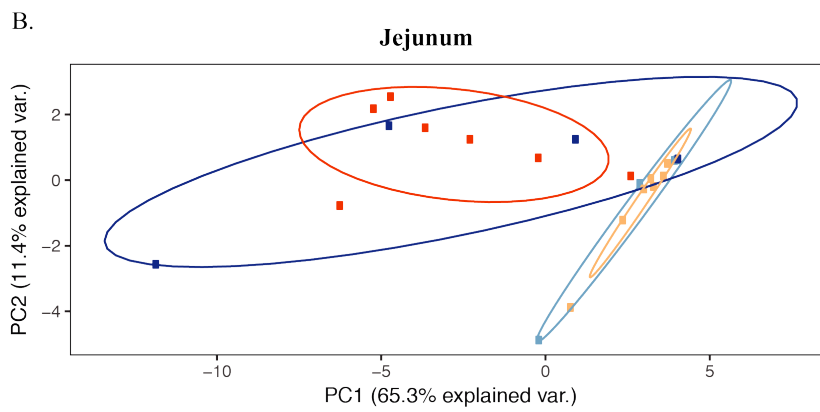 B.
Jejunum
PC2 (11.4% explained var.)
2
0
−2
−4
−10
−5
0
5
PC1 (65.3% explained var.)